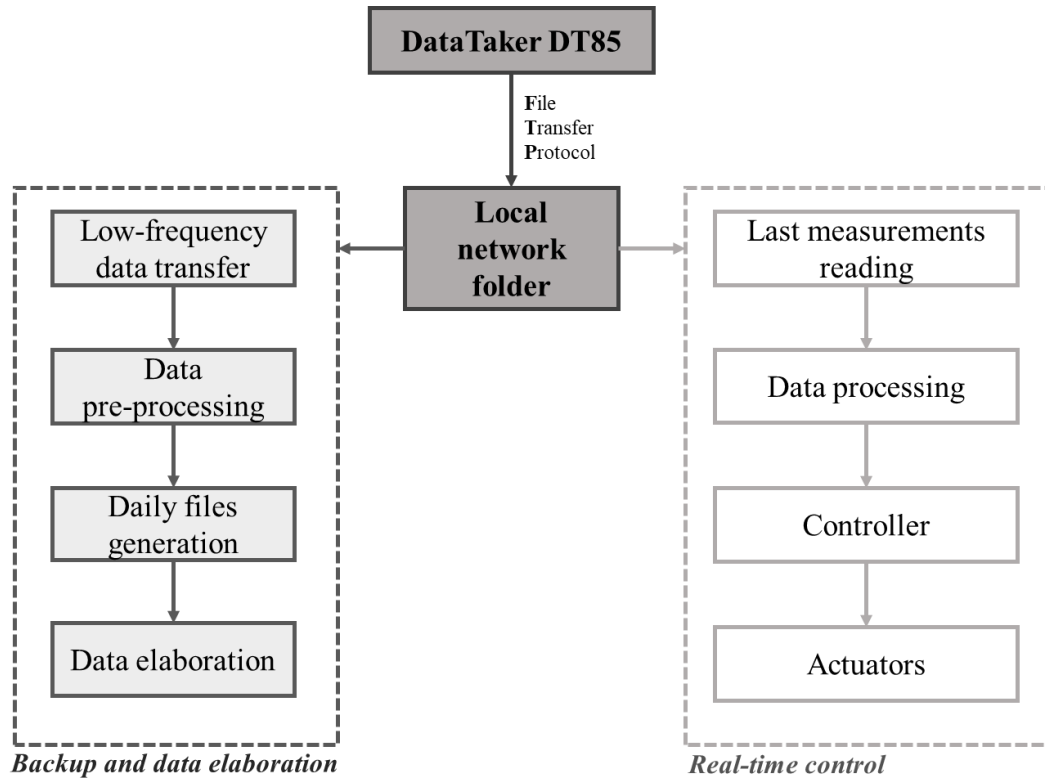 DataTaker DT85
File
Transfer
Protocol
Local
network
folder
Low-frequency
data transfer
Data
pre-processing
Daily files
generation
Data elaboration
Backup and data elaboration
Last measurements
reading
Data processing
Controller
Actuators
Real-time control